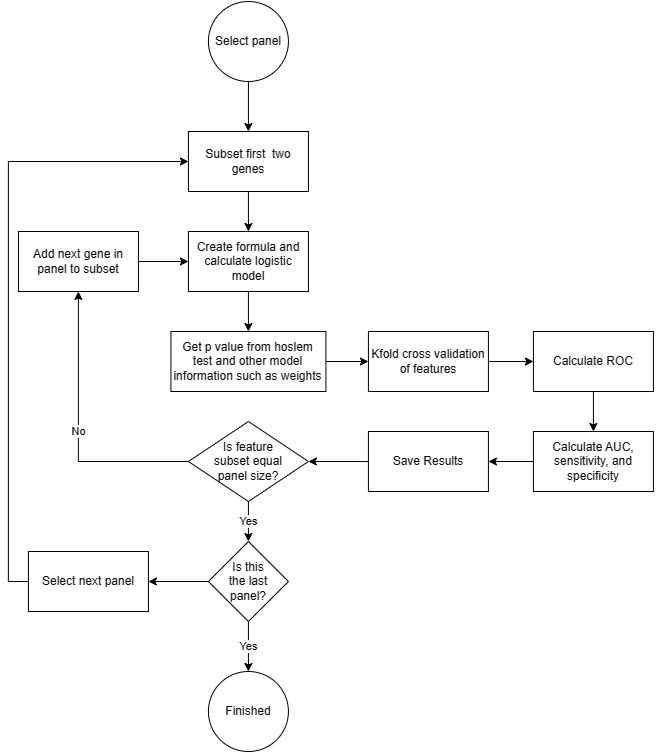 Select panel
Subset first  two
genes
Add next gene in
panel to subset
Create formula and
calculate logistic
model
Get p value from hoslem
test and other model
information such as weights
Kfold cross validation
of features
Calculate ROC
No
Is feature
subset equal
panel size?
Save Results
Calculate AUC,
sensitivity, and
specificity
Yes
Select next panel
Is this
the last
panel?
Yes
Finished